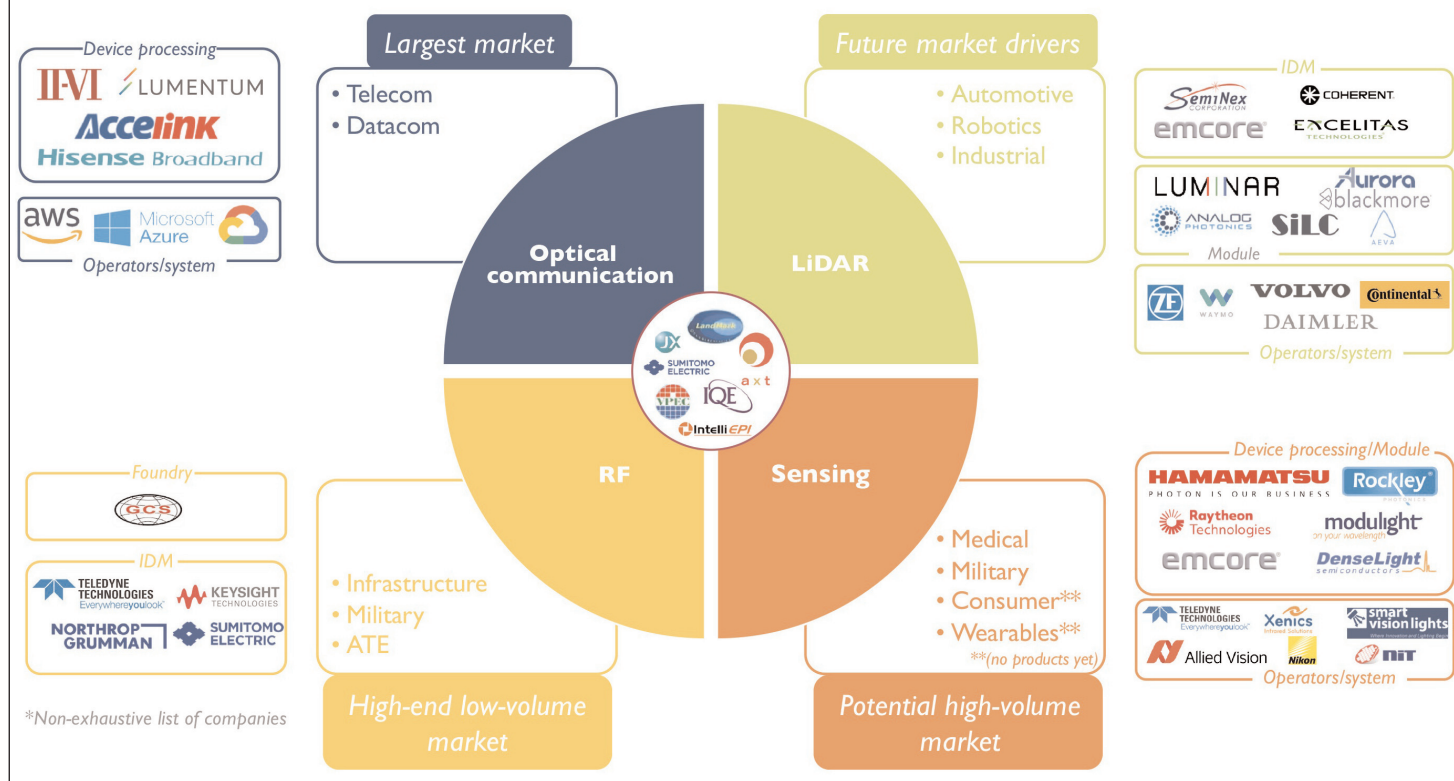 Largest market
• Telecom
• Datacom
Future market drivers
• Automotive
• Robotics
• Industrial
Device processing
II-VI LUMENTUM
Accelink
Hisense Broadband
aws Microsoft Azure
Operators/system
IDM
SemiNex CORPORATION
COHERENT
emcore
EXCELITAS TECHNOLOGIES
LUMINAR
Aurora
blackmore
ANALOG PHOTONICS
SiLC
AEVA
Module
ZF
WAYMO
VOLVO
Continental
DAIMLER
Operators/system
Optical
communication
LiDAR
LandMark
JX
SUMITOMO ELECTRIC
axt
VPEC
IQE
IntelliEPI
RF
Sensing
Foundry
GCS
IDM
TELEDYNE TECHNOLOGIES
Everywhereyoulook
KEYSIGHT TECHNOLOGIES
NORTHROP GRUMMAN
SUMITOMO ELECTRIC
• Infrastructure
• Military
• ATE
High-end low-volume
market
• Medical
• Military
• Consumer**
• Wearables**
**(no products yet)
Potential high-volume
market
Device processing/Module
HAMAMATSU
PHOTON IS OUR BUSINESS
Rockley
PHOTONICS
Raytheon Technologies
modulight
on your wavelength
emcore
DenseLight
semiconductors
TELEDYNE TECHNOLOGIES
Everywhereyoulook
Xenics
Infrared Solutions
smart
vision lights
Allied Vision
Nikon
NiT
Operators/system
*Non-exhaustive list of companies